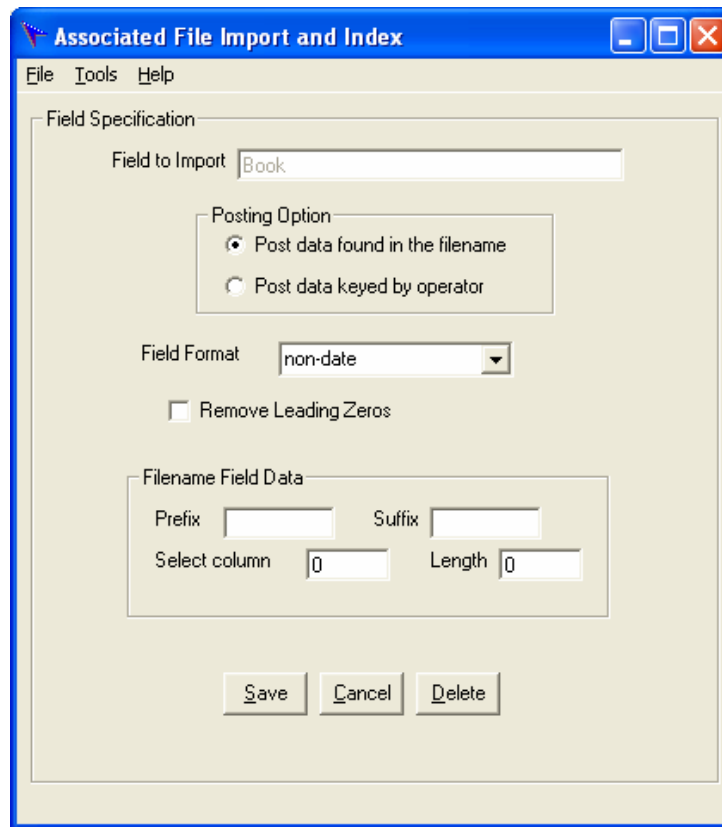 Associated File Import and Index
File Tools Help
Field Specification
Field to Import Book
Posting Option
Post data found in the filename
Post data keyed by operator
Field Format non-date
Remove Leading Zeros
Filename Field Data
Prefix Suffix
Select column 0 Length 0
Save Cancel Delete